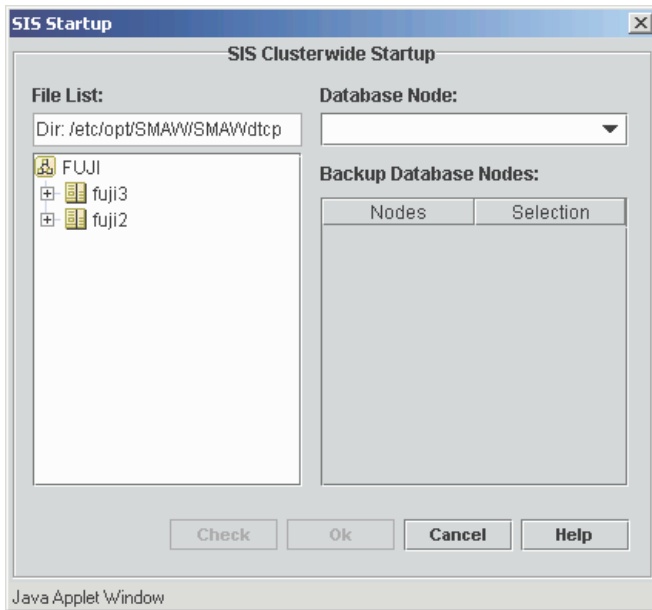 SIS Startup
SIS Clusterwide Startup
File List:
Database Node:
Dir: /etc/opt/SMAW/SMAWdtcp
FUJI
fuji3
fuji2
Backup Database Nodes:
Nodes Selection
Check Ok Cancel Help
Java Applet Window